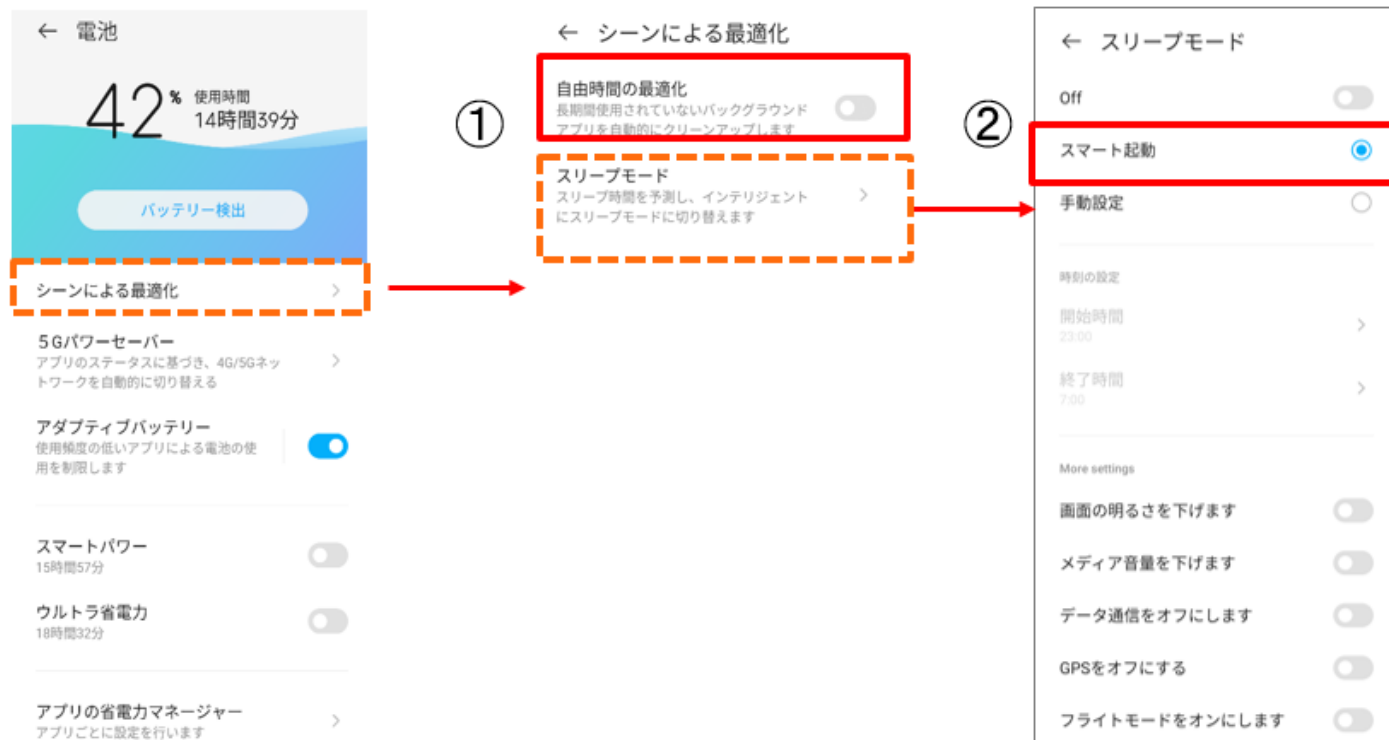 ← 電池
42% 使用時間
14時間39分
バッテリー検出
シーンによる最適化
5Gパワーセーバー
アプリのステータスに基づき、4G/5Gネッ
トワークを自動的に切り替える
アダプティブバッテリー
使用頻度の低いアプリによる電池の使
用を制限します
スマートパワー
15時間57分
ウルトラ省電力
18時間32分
アプリの省電力マネージャー
アプリごとに設定を行います
①
← シーンによる最適化
自由時間の最適化
長期間使用されていないバックグラウンド
アプリを自動的にクリーンアップします
スリープモード
スリープ時間を予測し、インテリジェント
にスリープモードに切り替えます
②
← スリープモード
Off
スマート起動
手動設定
時刻の設定
開始時間
23:00
終了時間
7:00
More settings
画面の明るさを下げます
メディア音量を下げます
データ通信をオフにします
GPSをオフにする
フライトモードをオンにします